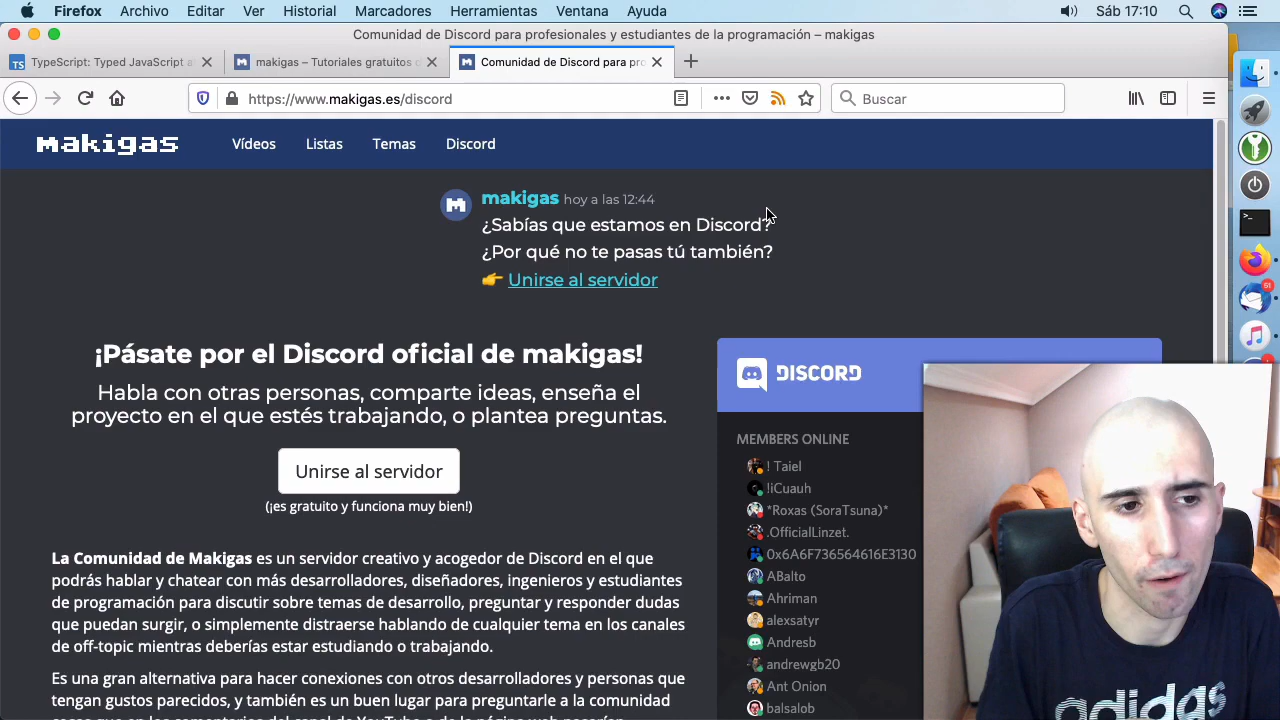 Firefox Archivo Editar Ver Historial Marcadores Herramientas Ventana Ayuda Sáb 17:10
Comunidad de Discord para profesionales y estudiantes de la programación – makigas
TypeScript: Typed JavaScript a makigas – Tutoriales gratuitos d Comunidad de Discord para pro
https://www.makigas.es/discord Buscar
makigas Vídeos Listas Temas Discord
makigas hoy a las 12:44
¿Sabías que estamos en Discord?
¿Por qué no te pasas tú también?
👉 Unirse al servidor
¡Pásate por el Discord oficial de makigas!
Habla con otras personas, comparte ideas, enseña el
proyecto en el que estés trabajando, o plantea preguntas.
Unirse al servidor
(¡es gratuito y funciona muy bien!)
La Comunidad de Makigas es un servidor creativo y acogedor de Discord en el que
podrás hablar y chatear con más desarrolladores, diseñadores, ingenieros y estudiantes
de programación para discutir sobre temas de desarrollo, preguntar y responder dudas
que puedan surgir, o simplemente distraerse hablando de cualquier tema en los canales
de off-topic mientras deberías estar estudiando o trabajando.
Es una gran alternativa para hacer conexiones con otros desarrolladores y personas que
tengan gustos parecidos, y también es un buen lugar para preguntarle a la comunidad
DISCORD
MEMBERS ONLINE
! Taiel
!iCuauh
*Roxas (SoraTsuna)*
.OfficialLinzet.
0x6A6F736564616E3130
ABalto
Ahriman
alexsatyr
Andresb
andrewgb20
Ant Onion
balsalob
51
adidas